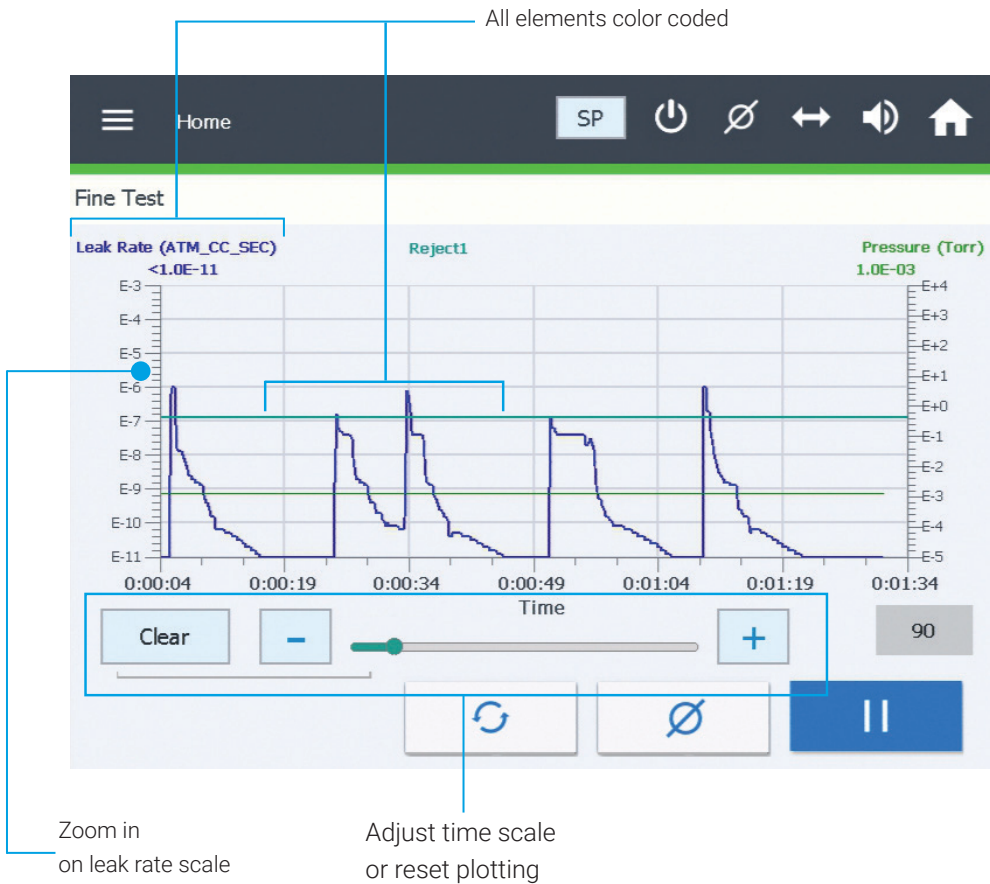 All elements color coded
Home
SP
Fine Test
Leak Rate (ATM_CC_SEC)
<1.0E-11
Reject1
Pressure (Torr)
1.0E-03
E-3
E-4
E-5
E-6
E-7
E-8
E-9
E-10
E-11
E+4
E+3
E+2
E+1
E+0
E-1
E-2
E-3
E-4
E-5
0:00:04 0:00:19 0:00:34 0:00:49 0:01:04 0:01:19 0:01:34
Time
Clear
-
+
90
Zoom in
on leak rate scale
Adjust time scale
or reset plotting